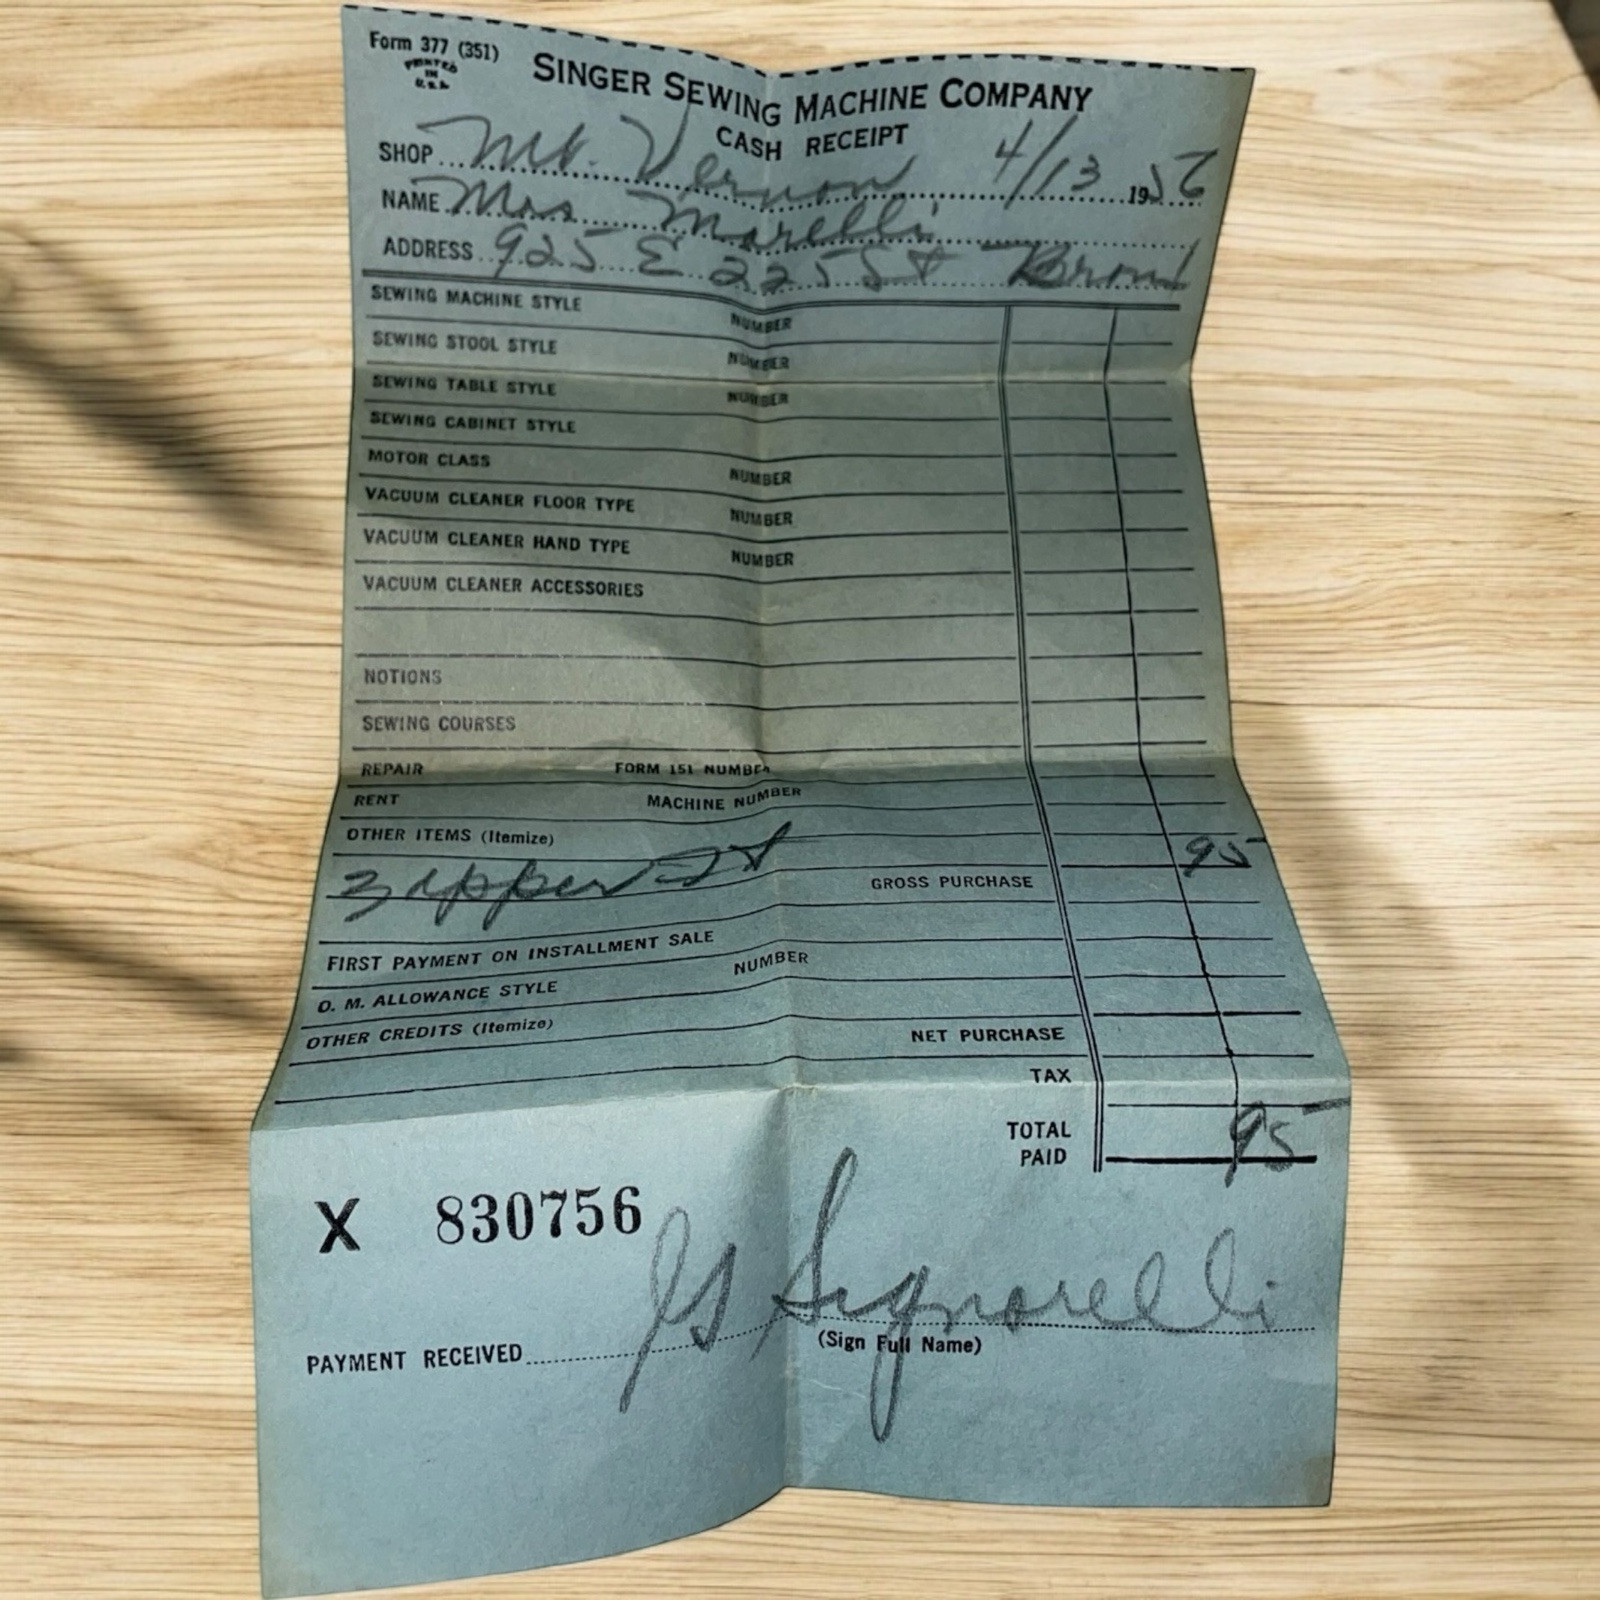 Form 377 (351)
PRINTED
IN
U.S.A.
SINGER SEWING MACHINE COMPANY
CASH RECEIPT
SHOP Mt. Vernon 4/13 1956
NAME Mrs Morelli
ADDRESS 925 E 225 St Bronx
SEWING MACHINE STYLE NUMBER
SEWING STOOL STYLE NUMBER
SEWING TABLE STYLE NUMBER
SEWING CABINET STYLE
MOTOR CLASS NUMBER
VACUUM CLEANER FLOOR TYPE NUMBER
VACUUM CLEANER HAND TYPE NUMBER
VACUUM CLEANER ACCESSORIES
NOTIONS
SEWING COURSES
REPAIR FORM 151 NUMBER
RENT MACHINE NUMBER
OTHER ITEMS (Itemize)
zipper 95
GROSS PURCHASE
FIRST PAYMENT ON INSTALLMENT SALE
O. M. ALLOWANCE STYLE NUMBER
OTHER CREDITS (Itemize)
NET PURCHASE
TAX
TOTAL
PAID 95
X 830756
PAYMENT RECEIVED Signorelli
(Sign Full Name)